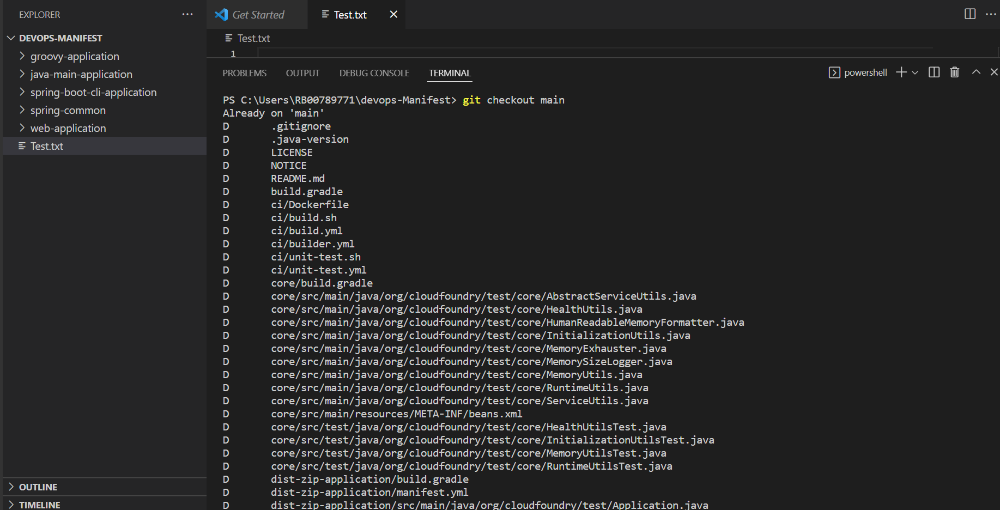 EXPLORER
DEVOPS-MANIFEST
groovy-application
java-main-application
spring-boot-cli-application
spring-common
web-application
Test.txt
OUTLINE
TIMELINE
Get Started
Test.txt
Test.txt
1
PROBLEMS OUTPUT DEBUG CONSOLE TERMINAL
powershell
PS C:\Users\RB00789771\devops-Manifest> git checkout main
Already on 'main'
D .gitignore
D .java-version
D LICENSE
D NOTICE
D README.md
D build.gradle
D ci/Dockerfile
D ci/build.sh
D ci/build.yml
D ci/builder.yml
D ci/unit-test.sh
D ci/unit-test.yml
D core/build.gradle
D core/src/main/java/org/cloudfoundry/test/core/AbstractServiceUtils.java
D core/src/main/java/org/cloudfoundry/test/core/HealthUtils.java
D core/src/main/java/org/cloudfoundry/test/core/HumanReadableMemoryFormatter.java
D core/src/main/java/org/cloudfoundry/test/core/InitializationUtils.java
D core/src/main/java/org/cloudfoundry/test/core/MemoryExhauster.java
D core/src/main/java/org/cloudfoundry/test/core/MemorySizeLogger.java
D core/src/main/java/org/cloudfoundry/test/core/MemoryUtils.java
D core/src/main/java/org/cloudfoundry/test/core/RuntimeUtils.java
D core/src/main/java/org/cloudfoundry/test/core/ServiceUtils.java
D core/src/main/resources/META-INF/beans.xml
D core/src/test/java/org/cloudfoundry/test/core/HealthUtilsTest.java
D core/src/test/java/org/cloudfoundry/test/core/InitializationUtilsTest.java
D core/src/test/java/org/cloudfoundry/test/core/MemoryUtilsTest.java
D core/src/test/java/org/cloudfoundry/test/core/RuntimeUtilsTest.java
D dist-zip-application/build.gradle
D dist-zip-application/manifest.yml
D dist-zip-application/src/main/java/org/cloudfoundry/test/Application.java